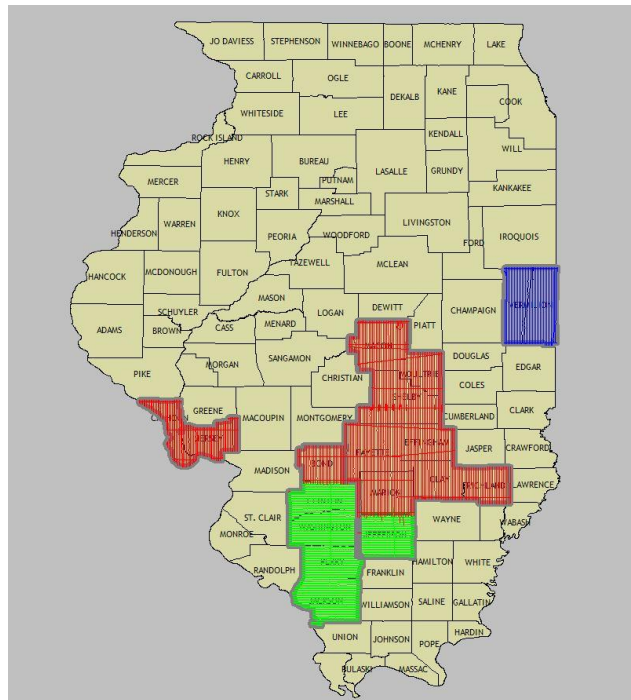 JO DAVIESS STEPHENSON WINNEBAGO BOONE MCHENRY LAKE
CARROLL OGLE
DEKALB KANE COOK
WHITESIDE LEE
ROCK ISLAND KENDALL WILL
HENRY BUREAU LASALLE GRUNDY
MERCER PUTNAM KANKAKEE
STARK MARSHALL
KNOX
HENDERSON WARREN PEORIA WOODFORD LIVINGSTON FORD IROQUOIS
TAZEWELL MCLEAN
HANCOCK MCDONOUGH FULTON
MASON
SCHUYLER LOGAN DEWITT PIATT CHAMPAIGN VERMILION
ADAMS BROWN CASS MENARD
MACON
MORGAN SANGAMON DOUGLAS EDGAR
PIKE CHRISTIAN MOULTRIE
COLES
SHELBY
CALHOUN GREENE MACOUPIN MONTGOMERY CUMBERLAND CLARK
JERSEY EFFINGHAM JASPER CRAWFORD
FAYETTE
MADISON BOND CLAY RICHLAND LAWRENCE
CLINTON MARION
ST. CLAIR WAYNE WABASH
WASHINGTON
MONROE JEFFERSON
RANDOLPH PERRY FRANKLIN HAMILTON WHITE
JACKSON WILLIAMSON SALINE GALLATIN
UNION JOHNSON POPE HARDIN
MASSAC